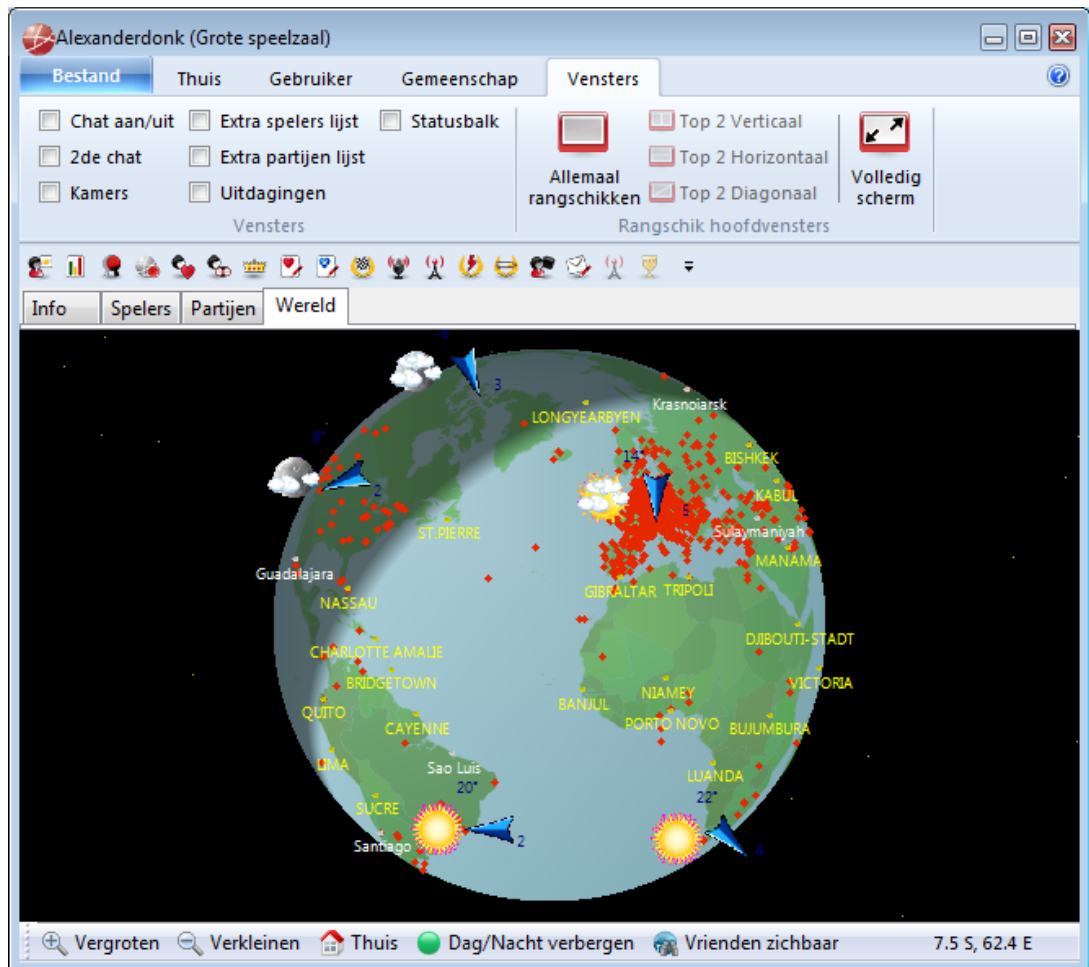 Alexanderdonk (Grote speelzaal)
Bestand Thuis Gebruiker Gemeenschap Vensters
Chat aan/uit Extra spelers lijst Statusbalk
2de chat Extra partijen lijst
Kamers Uitdagingen
Vensters
Allemaal rangschikken
Top 2 Verticaal
Top 2 Horizontaal
Top 2 Diagonaal
Volledig scherm
Rangschik hoofdvensters
Info Spelers Partijen Wereld
3
Krasnoiarsk
LONGYEARBYEN
8°
14°
BISHKEK
2
KABUL
5
ST.PIERRE
Sulaymaniyah
MANAMA
Guadalajara
NASSAU
GIBRALTAR TRIPOLI
DJIBOUTI-STADT
CHARLOTTE AMALIE
BRIDGETOWN
NIAMEY
VICTORIA
BANJUL
QUITO
CAYENNE
PORTO NOVO
BUJUMBURA
LIMA
Sao Luis
LUANDA
20°
22°
SUCRE
Santiago
2
4
Vergroten Verkleinen Thuis Dag/Nacht verbergen Vrienden zichbaar 7.5 S, 62.4 E